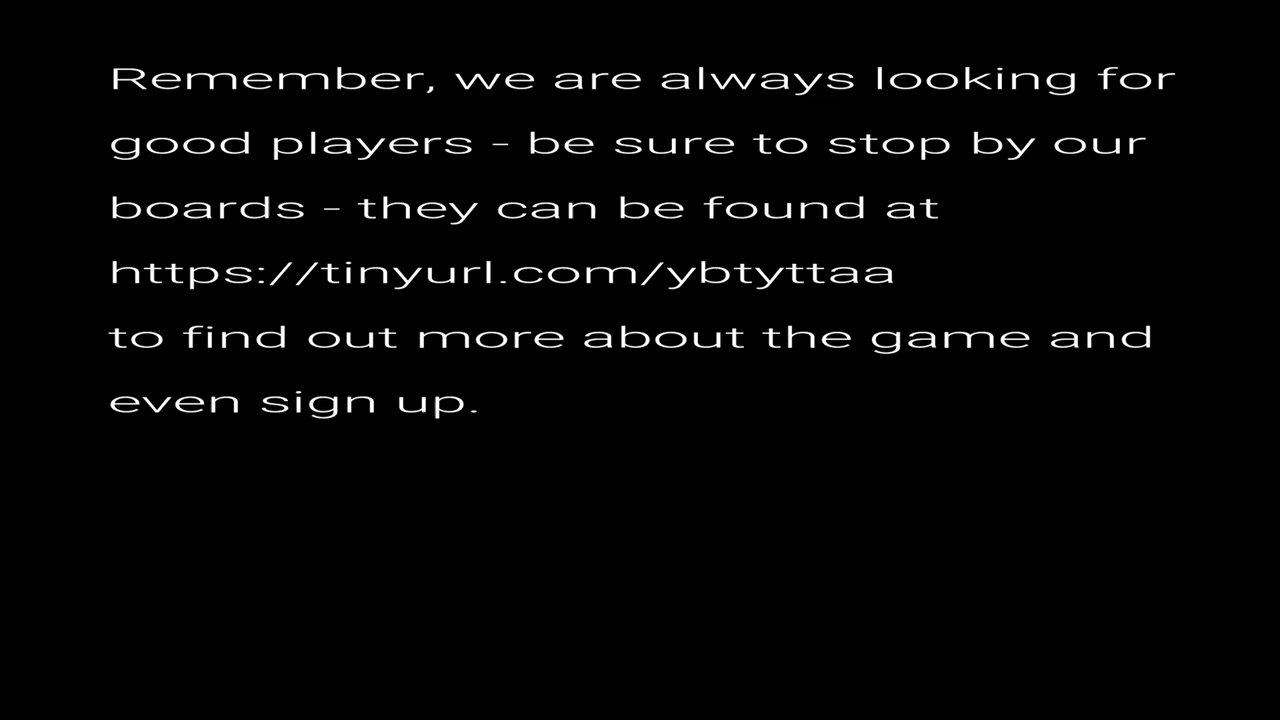 Remember, we are always looking for
good players - be sure to stop by our
boards - they can be found at
https://tinyurl.com/ybtyttaa
to find out more about the game and
even sign up.